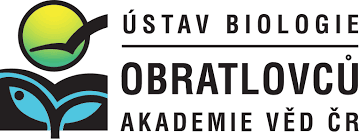 ÚSTAV BIOLOGIE
OBRATLOVCŮ
AKADEMIE VĚD ČR